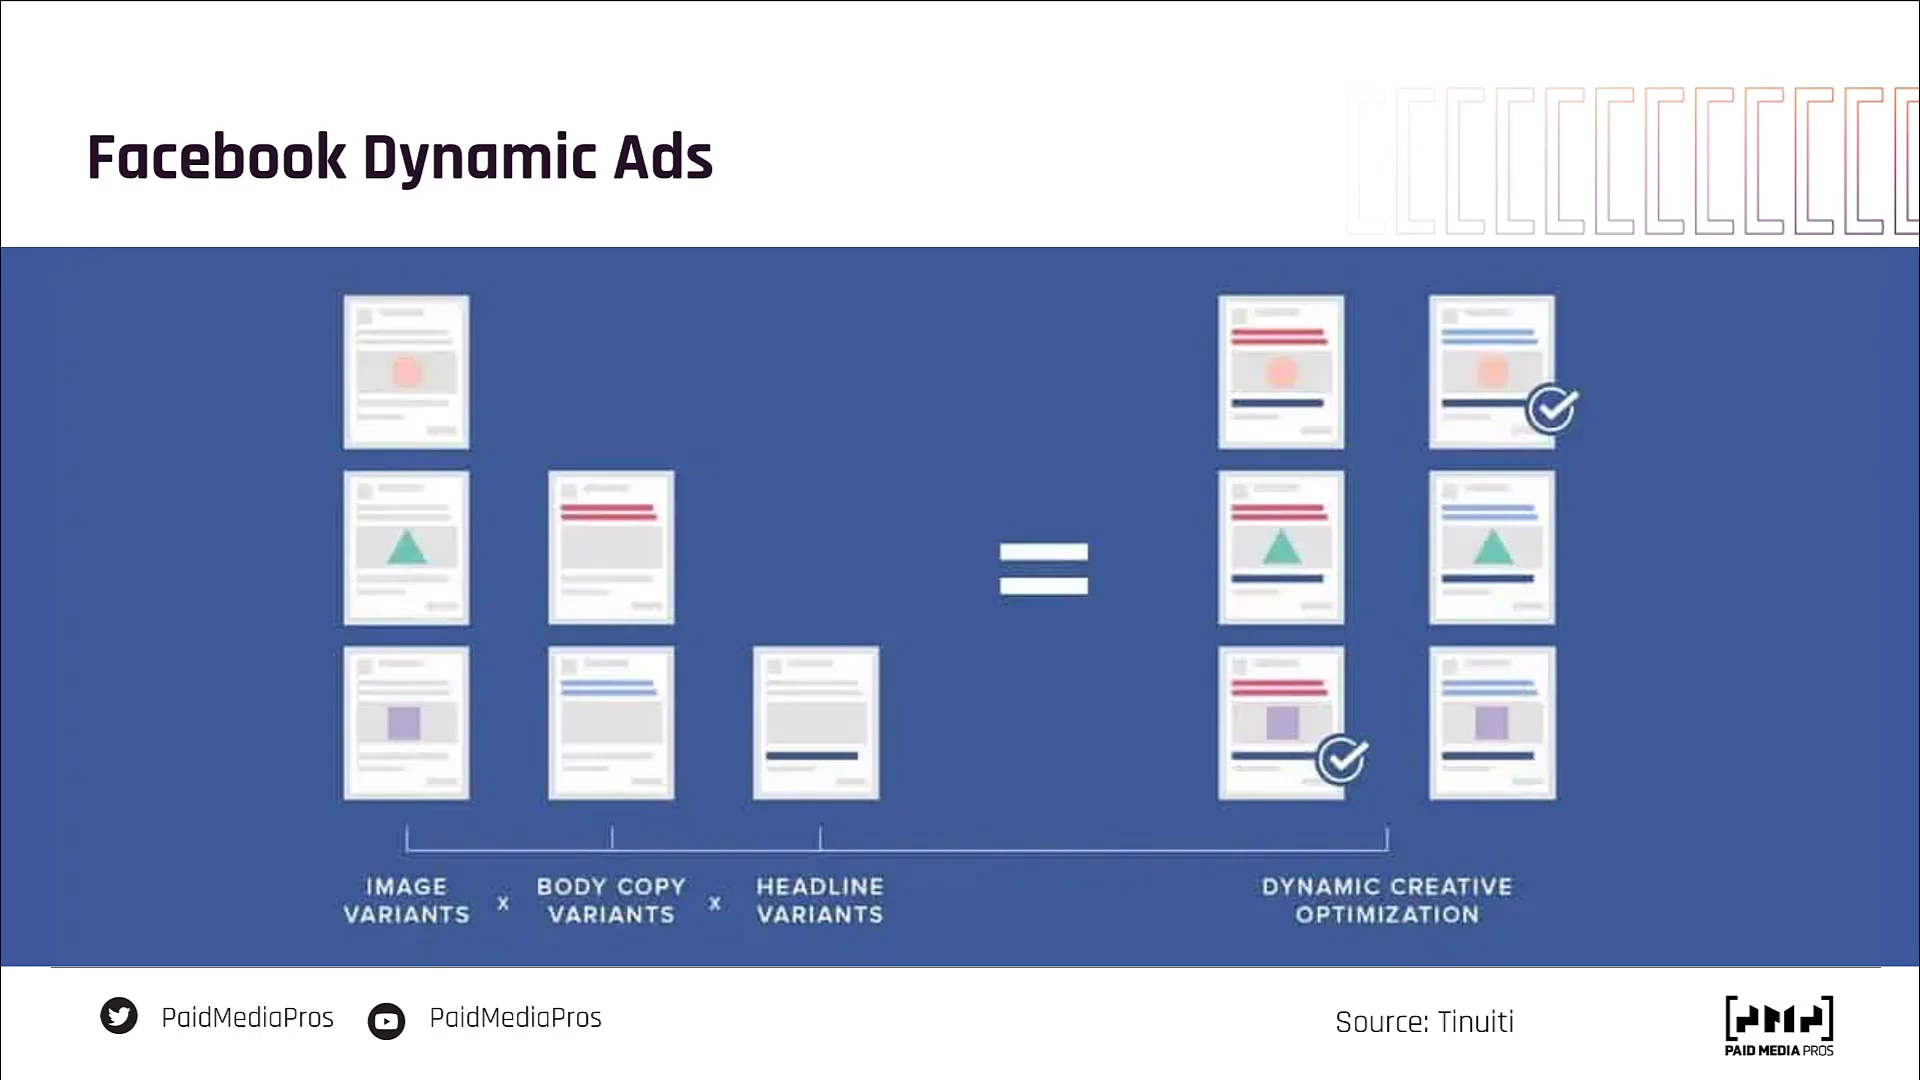 Facebook Dynamic Ads
IMAGE
VARIANTS
x
BODY COPY
VARIANTS
x
HEADLINE
VARIANTS
DYNAMIC CREATIVE
OPTIMIZATION
PaidMediaPros
PaidMediaPros
Source: Tinuiti
PMP
PAID MEDIA PROS